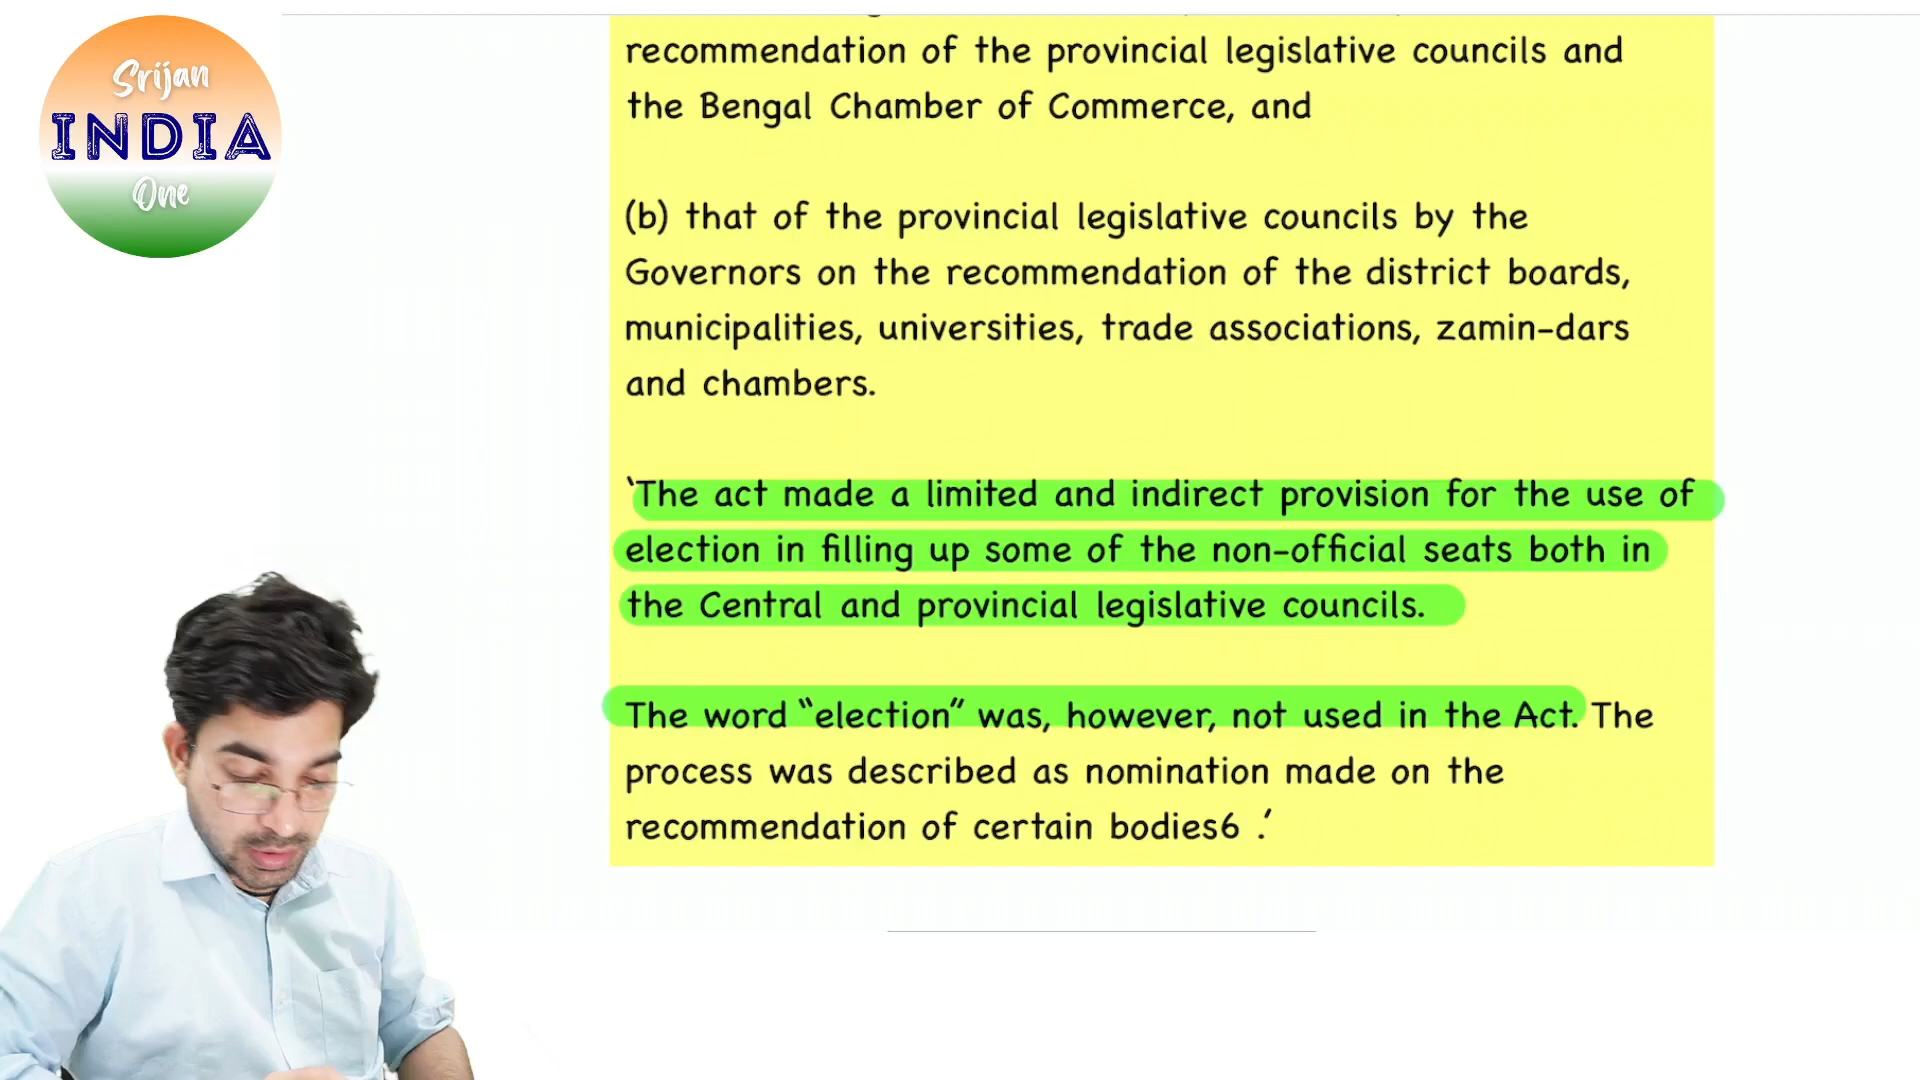 Srijan
INDIA
One
recommendation of the provincial legislative councils and
the Bengal Chamber of Commerce, and
(b) that of the provincial legislative councils by the
Governors on the recommendation of the district boards,
municipalities, universities, trade associations, zamin-dars
and chambers.
‘The act made a limited and indirect provision for the use of
election in filling up some of the non-official seats both in
the Central and provincial legislative councils.
The word “election” was, however, not used in the Act. The
process was described as nomination made on the
recommendation of certain bodies6 .’